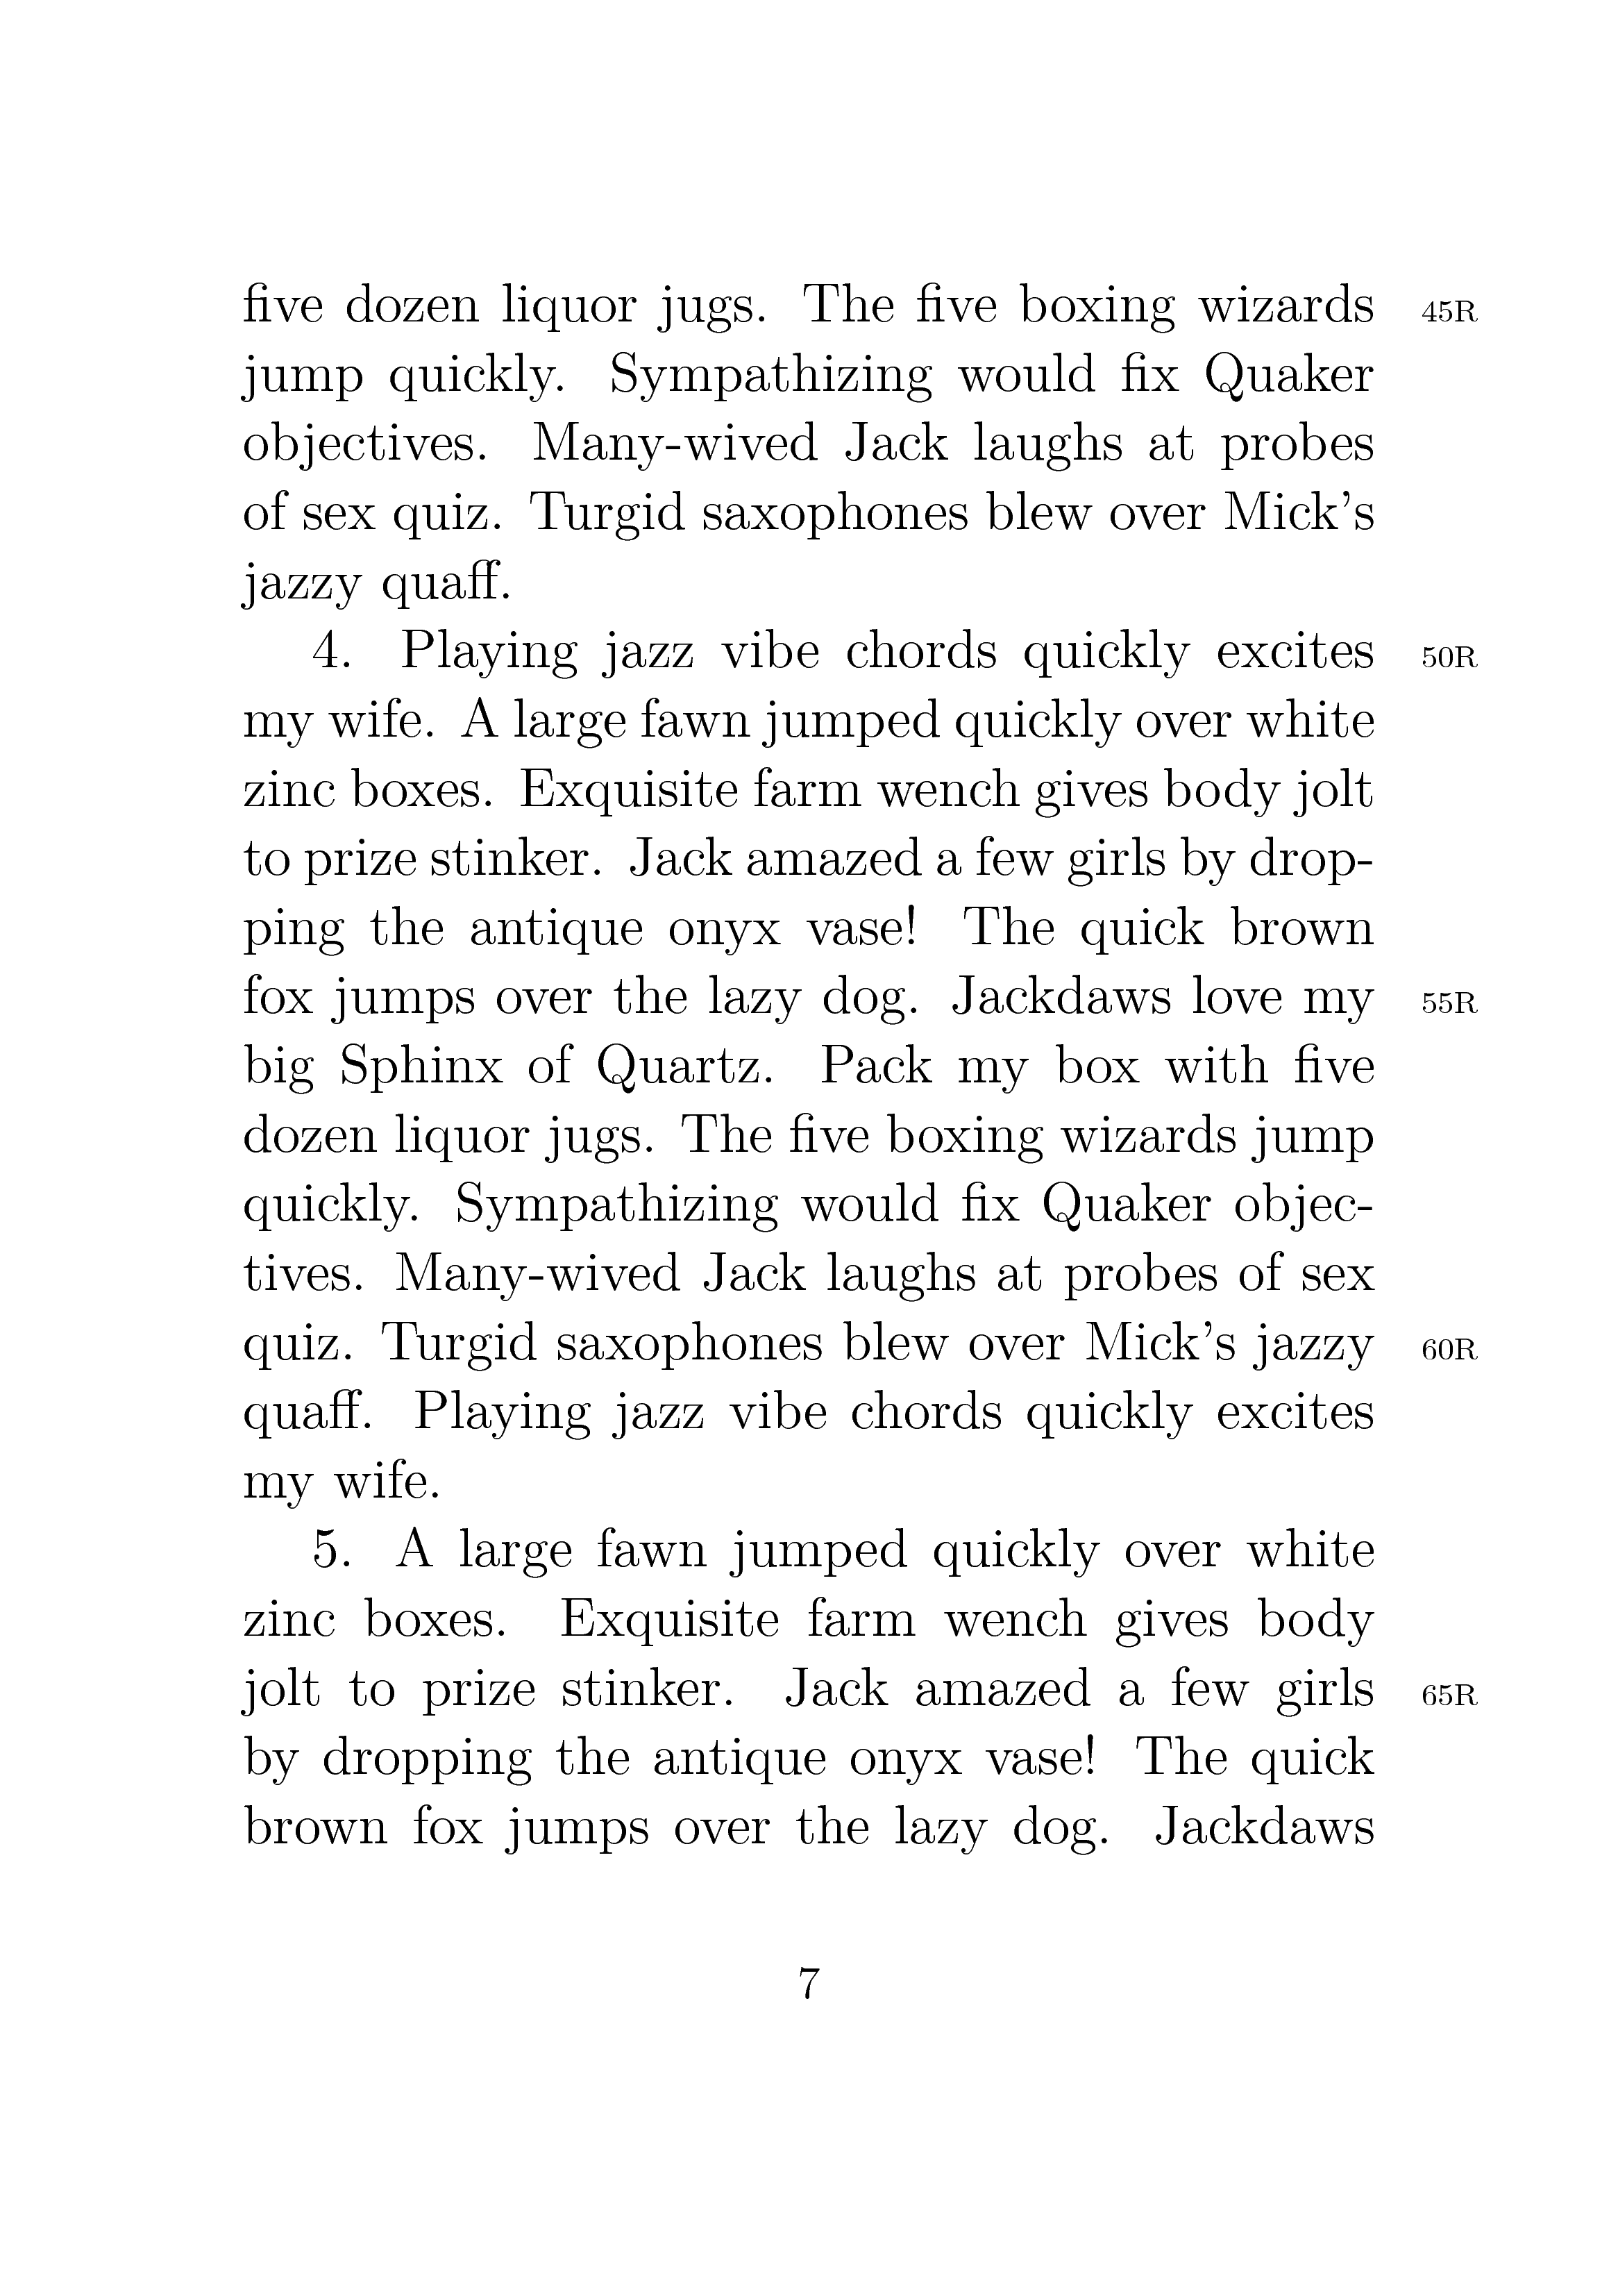 five dozen liquor jugs. The five boxing wizards 45R
jump quickly. Sympathizing would fix Quaker
objectives. Many-wived Jack laughs at probes
of sex quiz. Turgid saxophones blew over Mick’s
jazzy quaff.
4. Playing jazz vibe chords quickly excites 50R
my wife. A large fawn jumped quickly over white
zinc boxes. Exquisite farm wench gives body jolt
to prize stinker. Jack amazed a few girls by drop-
ping the antique onyx vase! The quick brown
fox jumps over the lazy dog. Jackdaws love my 55R
big Sphinx of Quartz. Pack my box with five
dozen liquor jugs. The five boxing wizards jump
quickly. Sympathizing would fix Quaker objec-
tives. Many-wived Jack laughs at probes of sex
quiz. Turgid saxophones blew over Mick’s jazzy 60R
quaff. Playing jazz vibe chords quickly excites
my wife.
5. A large fawn jumped quickly over white
zinc boxes. Exquisite farm wench gives body
jolt to prize stinker. Jack amazed a few girls 65R
by dropping the antique onyx vase! The quick
brown fox jumps over the lazy dog. Jackdaws
7